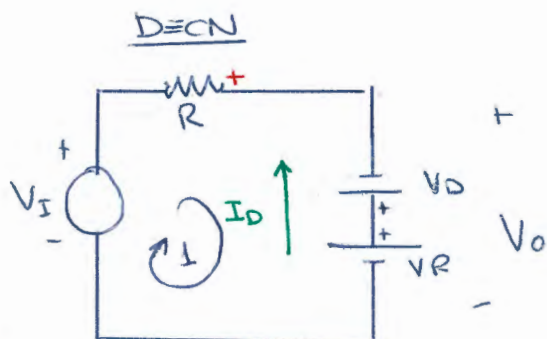 D≡CN
+
R
+
VI
-
1
ID
VD
+
+
VR
+
Vo
-